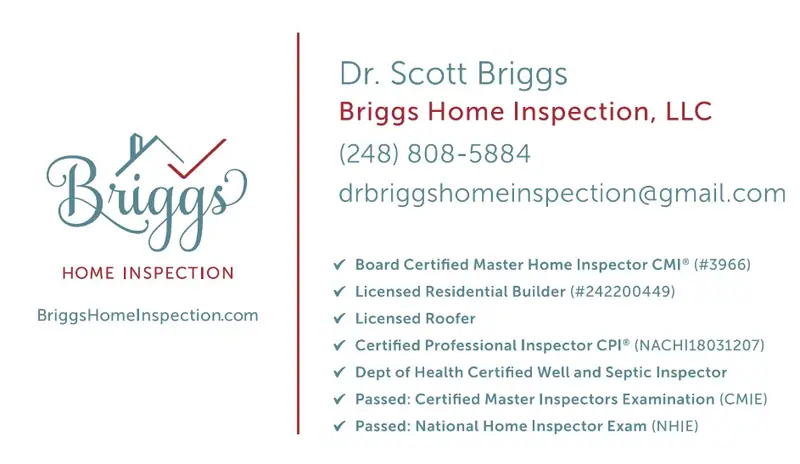 Briggs
HOME INSPECTION
BriggsHomeInspection.com
Dr. Scott Briggs
Briggs Home Inspection, LLC
(248) 808-5884
drbriggshomeinspection@gmail.com
✔ Board Certified Master Home Inspector CMI® (#3966)
✔ Licensed Residential Builder (#242200449)
✔ Licensed Roofer
✔ Certified Professional Inspector CPI® (NACHI18031207)
✔ Dept of Health Certified Well and Septic Inspector
✔ Passed: Certified Master Inspectors Examination (CMIE)
✔ Passed: National Home Inspector Exam (NHIE)